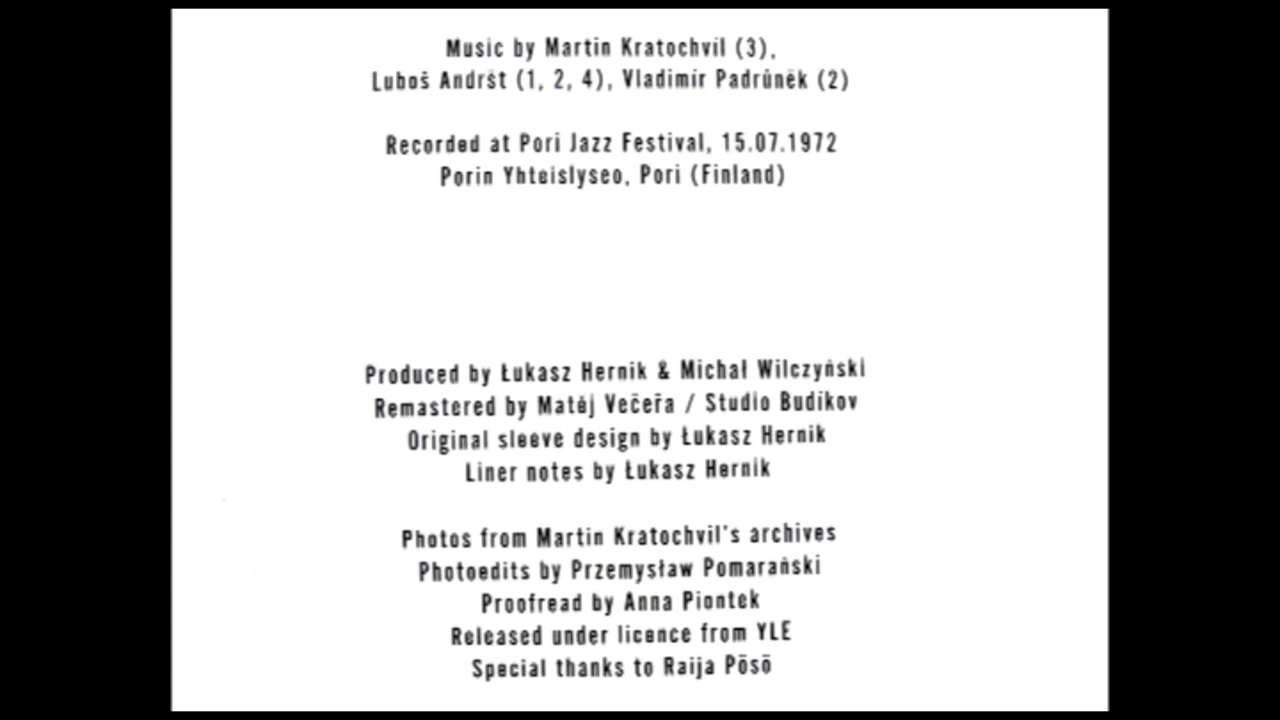 Music by Martin Kratochvíl (3),
Luboš Andršt (1, 2, 4), Vladimír Padrůněk (2)
Recorded at Pori Jazz Festival, 15.07.1972
Porin Yhteislyseo, Pori (Finland)
Produced by Łukasz Hernik & Michał Wilczyński
Remastered by Matěj Večeřa / Studio Budíkov
Original sleeve design by Łukasz Hernik
Liner notes by Łukasz Hernik
Photos from Martin Kratochvíl's archives
Photoedits by Przemysław Pomarański
Proofread by Anna Piontek
Released under licence from YLE
Special thanks to Raija Pösö